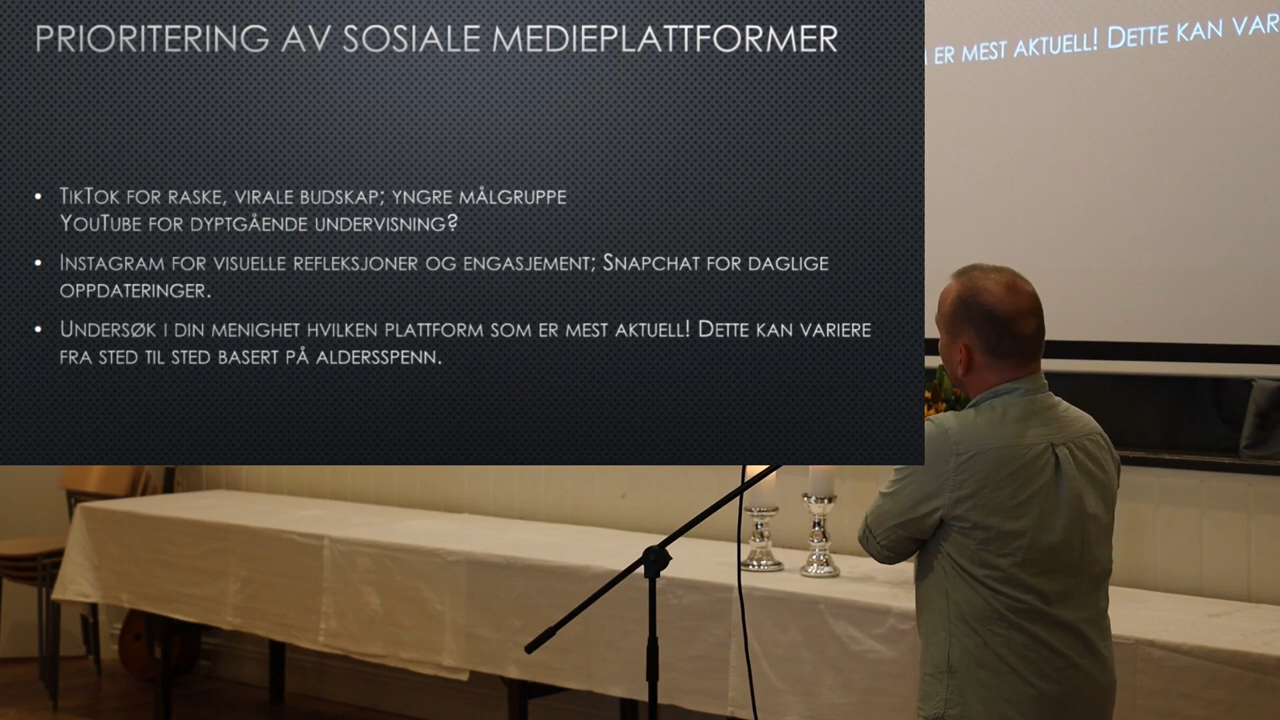 PRIORITERING AV SOSIALE MEDIEPLATTFORMER
• TIKTOK FOR RASKE, VIRALE BUDSKAP; YNGRE MÅLGRUPPE
YOUTUBE FOR DYPTGÅENDE UNDERVISNING?
• INSTAGRAM FOR VISUELLE REFLEKSJONER OG ENGASJEMENT; SNAPCHAT FOR DAGLIGE
OPPDATERINGER.
• UNDERSØK I DIN MENIGHET HVILKEN PLATTFORM SOM ER MEST AKTUELL! DETTE KAN VARIERE
FRA STED TIL STED BASERT PÅ ALDERSSPENN.
ER MEST AKTUELL! DETTE KAN VAR